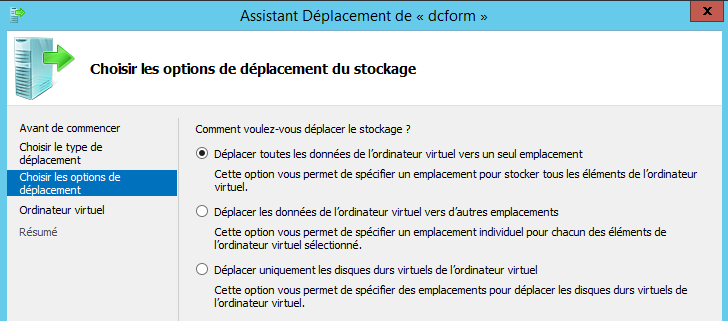 Assistant Déplacement de « dcform »
x
Choisir les options de déplacement du stockage
Avant de commencer
Choisir le type de
déplacement
Choisir les options de
déplacement
Ordinateur virtuel
Résumé
Comment voulez-vous déplacer le stockage ?
Déplacer toutes les données de l'ordinateur virtuel vers un seul emplacement
Cette option vous permet de spécifier un emplacement pour stocker tous les éléments de l'ordinateur
virtuel.
Déplacer les données de l'ordinateur virtuel vers d'autres emplacements
Cette option vous permet de spécifier un emplacement individuel pour chacun des éléments de
l'ordinateur virtuel sélectionné.
Déplacer uniquement les disques durs virtuels de l'ordinateur virtuel
Cette option vous permet de spécifier des emplacements pour déplacer les disques durs virtuels de
l'ordinateur virtuel.